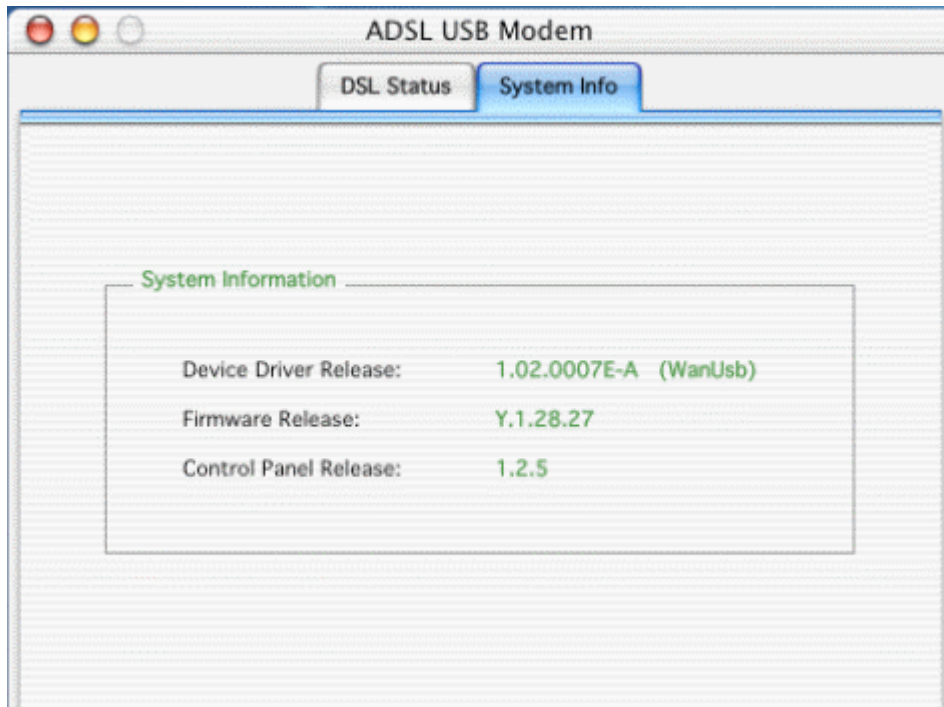 ADSL USB Modem
DSL Status System Info
System Information
Device Driver Release: 1.02.0007E-A (WanUsb)
Firmware Release: Y.1.28.27
Control Panel Release: 1.2.5